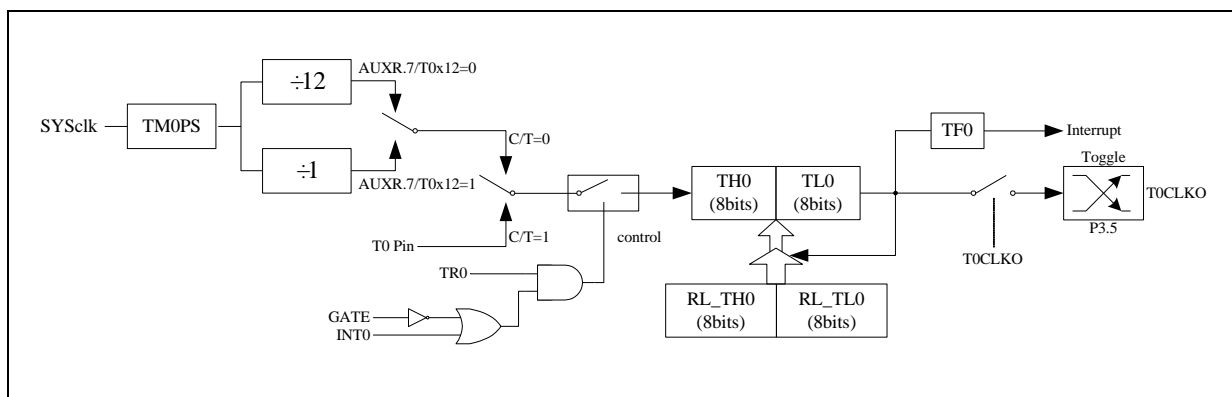 SYSclk
TM0PS
÷12
AUXR.7/T0x12=0
÷1
AUXR.7/T0x12=1
C/T=0
C/T=1
T0 Pin
control
TR0
GATE
INT0
TH0
(8bits)
TL0
(8bits)
RL_TH0
(8bits)
RL_TL0
(8bits)
TF0
Interrupt
Toggle
T0CLKO
P3.5
T0CLKO